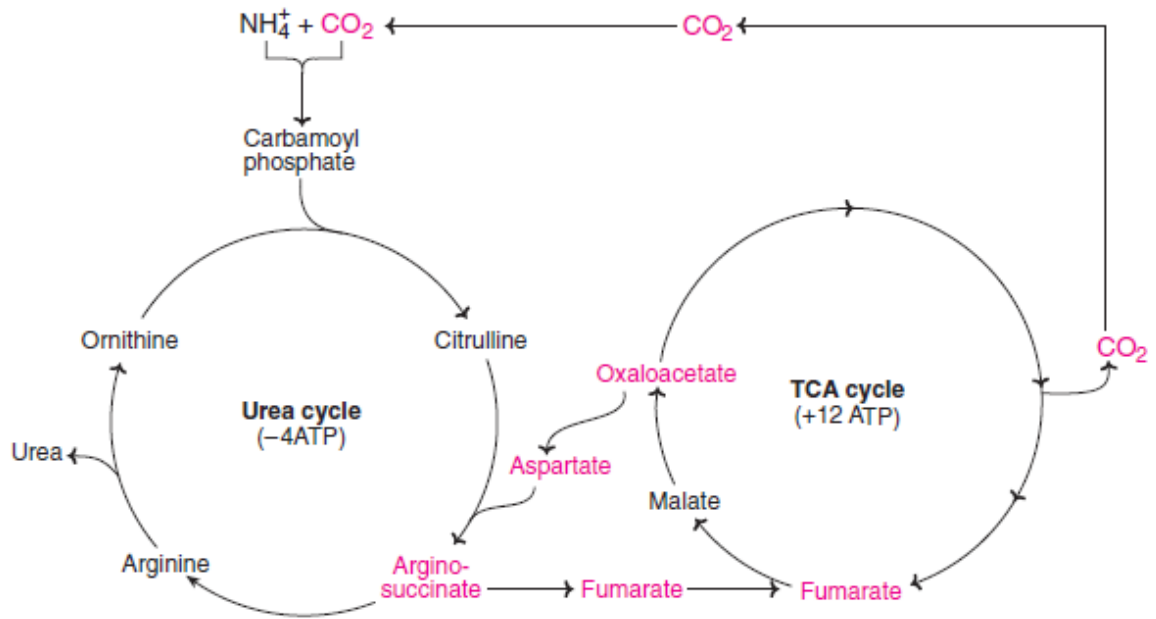 NH₄⁺ + CO₂
CO₂
Carbamoyl
phosphate
Ornithine
Citrulline
CO₂
Oxaloacetate
TCA cycle
(+12 ATP)
Urea cycle
(–4ATP)
Urea
Aspartate
Malate
Arginine
Argino-
succinate
Fumarate
Fumarate